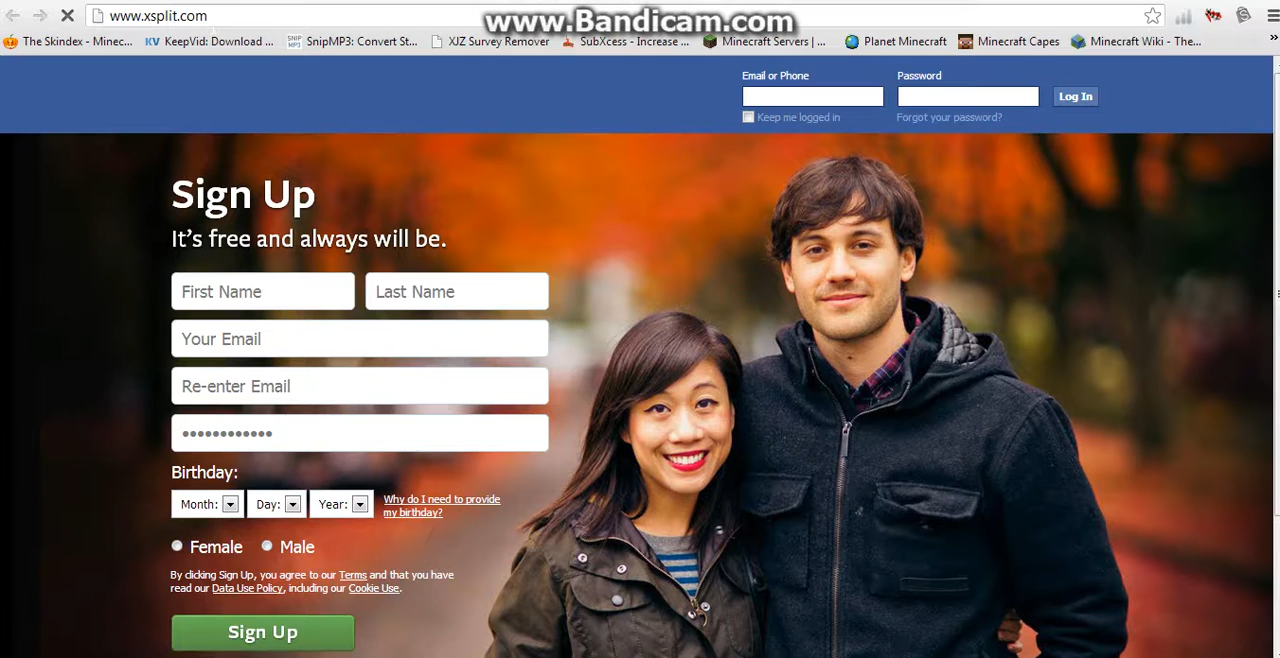 www.xsplit.com
www.Bandicam.com
The Skindex - Minec... KeepVid: Download ... SNIP MP3 SnipMP3: Convert St... XJZ Survey Remover SubXcess - Increase ... Minecraft Servers | ... Planet Minecraft Minecraft Capes Minecraft Wiki - The... »
Email or Phone Password
Log In
Keep me logged in Forgot your password?
Sign Up
It's free and always will be.
First Name Last Name
Your Email
Re-enter Email
••••••••••••
Birthday:
Month: Day: Year: Why do I need to provide
my birthday?
Female Male
By clicking Sign Up, you agree to our Terms and that you have
read our Data Use Policy, including our Cookie Use.
Sign Up